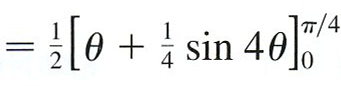 = 1/2 [θ + 1/4 sin 4θ]₀^π/4